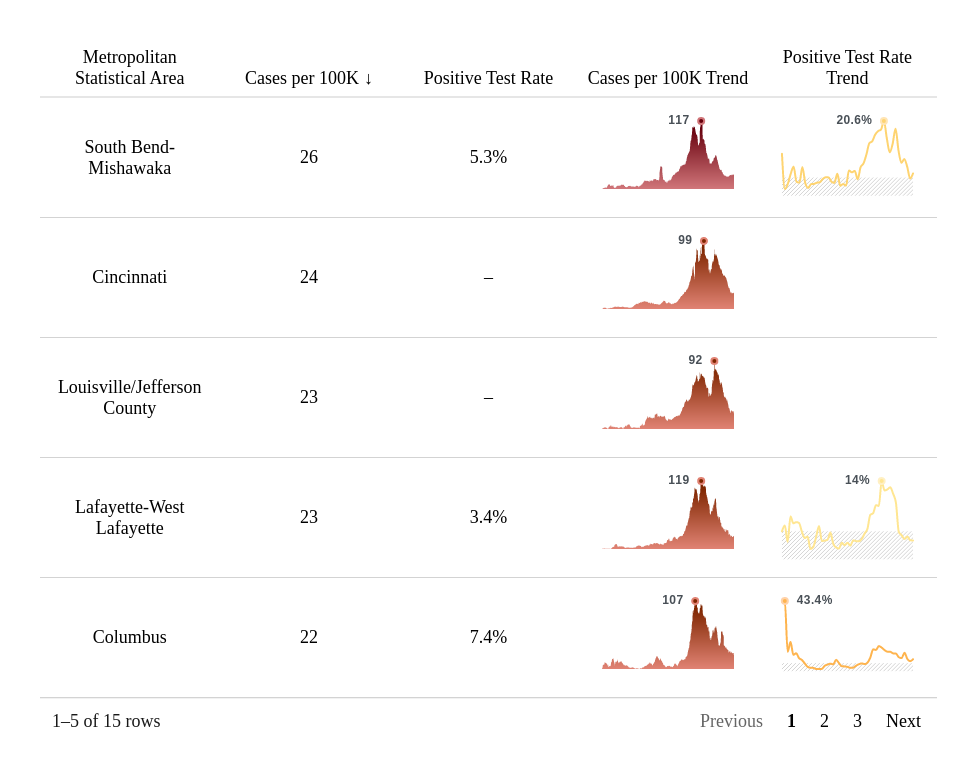 Metropolitan
Statistical Area
Cases per 100K ↓
Positive Test Rate
Cases per 100K Trend
Positive Test Rate
Trend
South Bend-
Mishawaka
26
5.3%
117
20.6%
Cincinnati
24
–
99
Louisville/Jefferson
County
23
–
92
Lafayette-West
Lafayette
23
3.4%
119
14%
Columbus
22
7.4%
107
43.4%
1–5 of 15 rows
Previous 1 2 3 Next